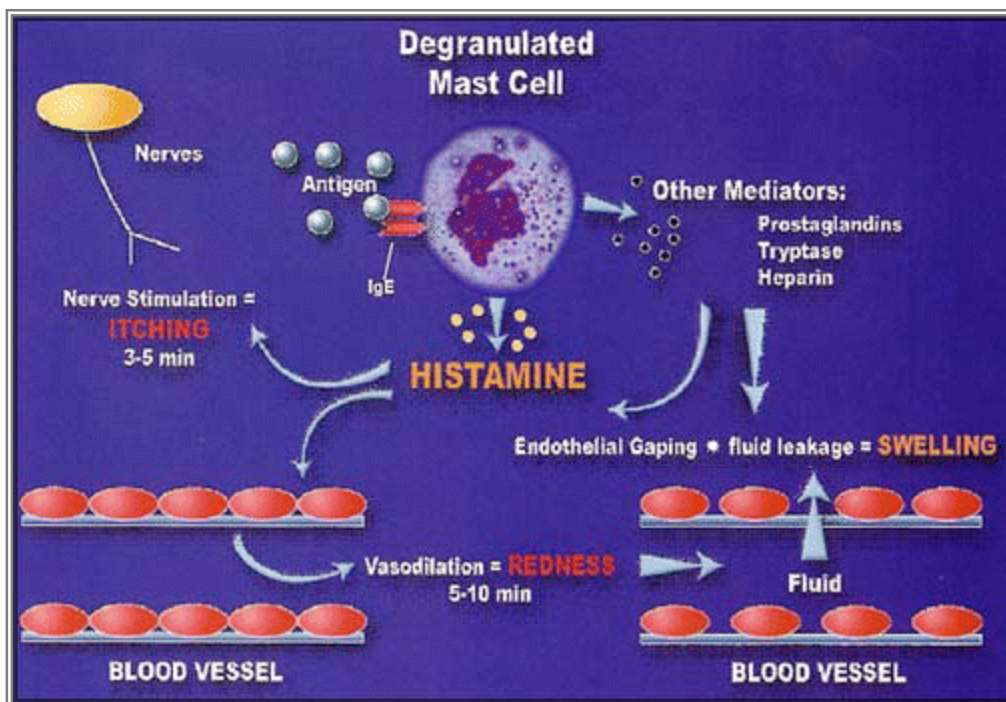 Degranulated
Mast Cell
Nerves
Antigen
IgE
Other Mediators:
Prostaglandins
Tryptase
Heparin
Nerve Stimulation =
ITCHING
3-5 min
HISTAMINE
Endothelial Gaping * fluid leakage = SWELLING
Vasodilation = REDNESS
5-10 min
Fluid
BLOOD VESSEL
BLOOD VESSEL